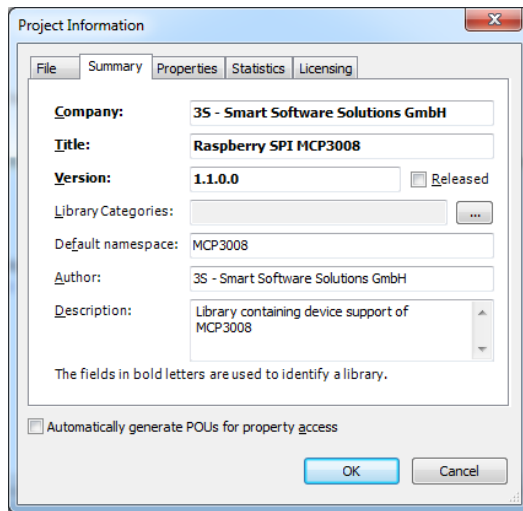 Project Information
File Summary Properties Statistics Licensing
Company: 3S - Smart Software Solutions GmbH
Title: Raspberry SPI MCP3008
Version: 1.1.0.0 Released
Library Categories: ...
Default namespace: MCP3008
Author: 3S - Smart Software Solutions GmbH
Description: Library containing device support of
MCP3008
The fields in bold letters are used to identify a library.
Automatically generate POUs for property access
OK Cancel